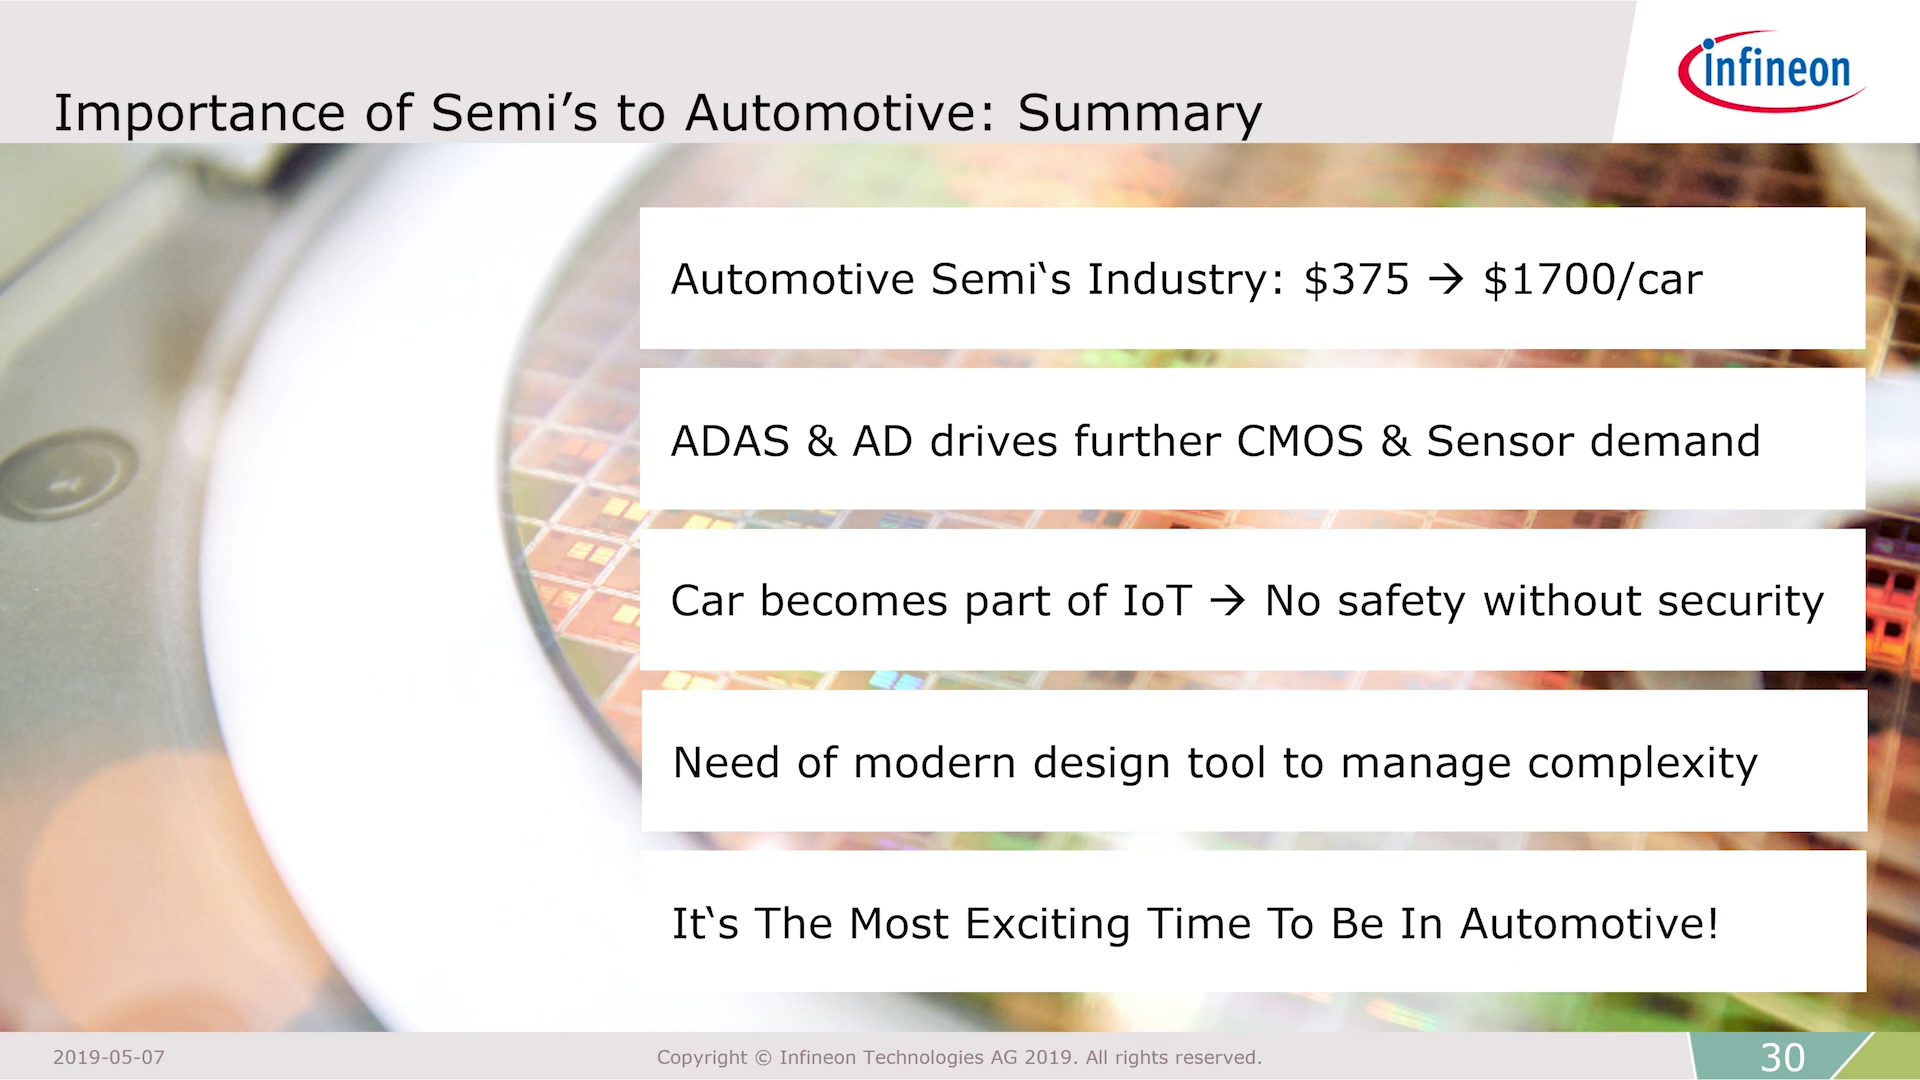 infineon
Importance of Semi’s to Automotive: Summary
Automotive Semi‘s Industry: $375 → $1700/car
ADAS & AD drives further CMOS & Sensor demand
Car becomes part of IoT → No safety without security
Need of modern design tool to manage complexity
It‘s The Most Exciting Time To Be In Automotive!
2019-05-07
Copyright © Infineon Technologies AG 2019. All rights reserved.
30